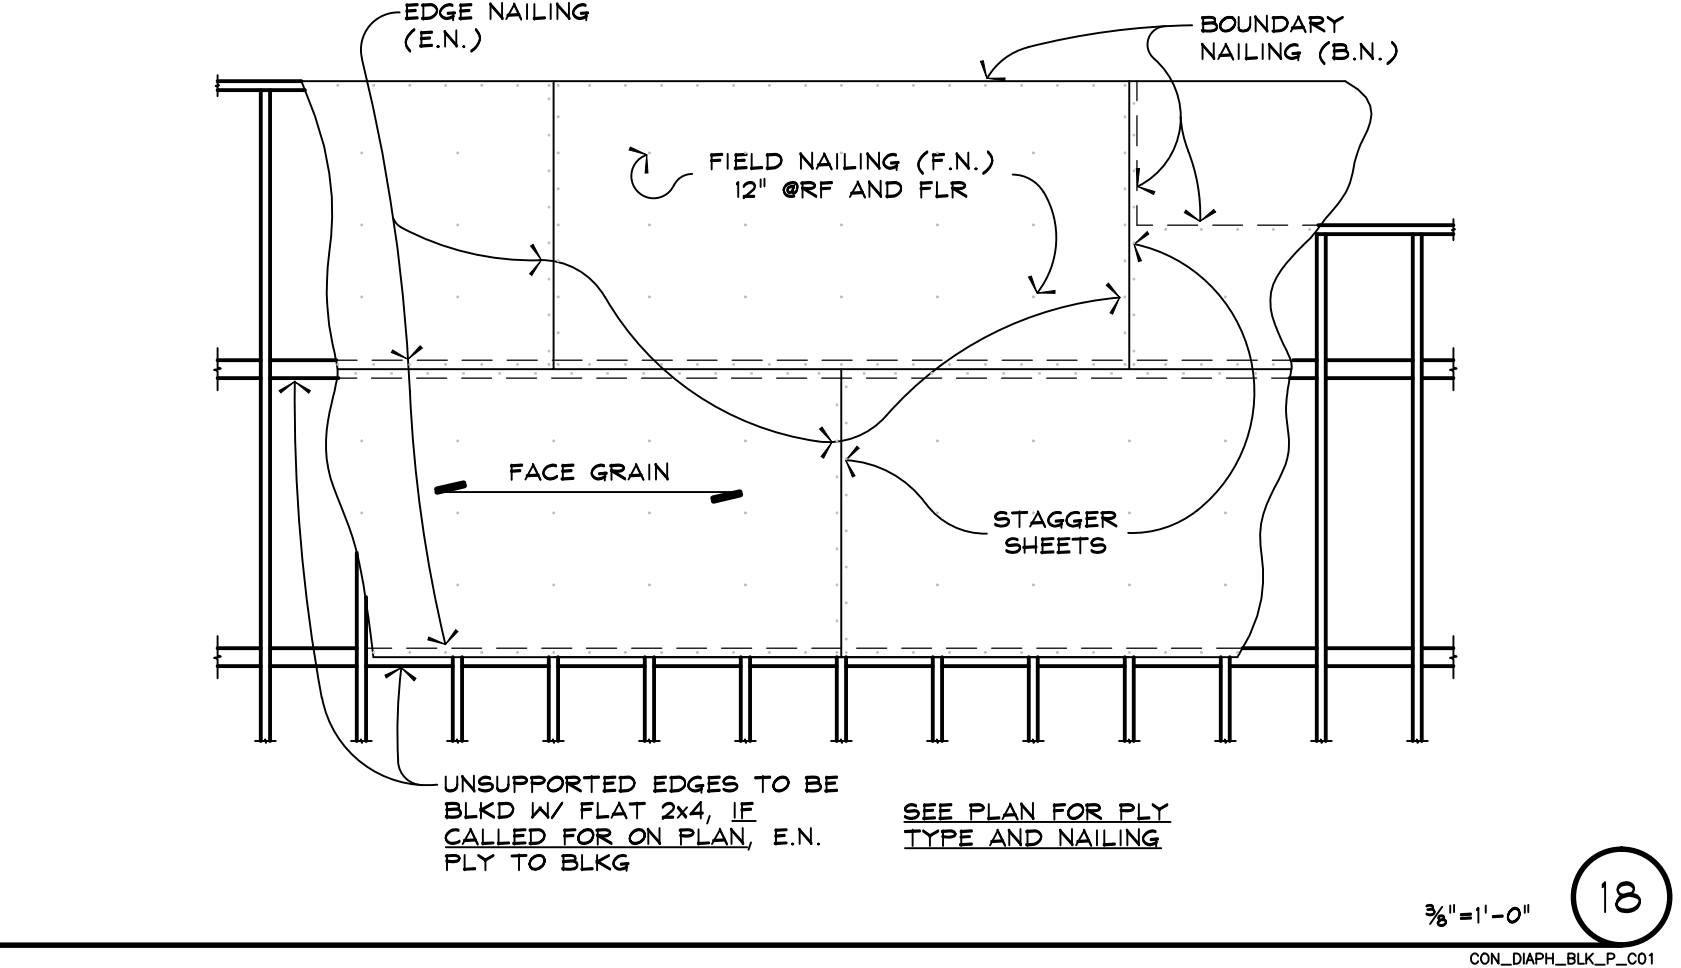 EDGE NAILING
(E.N.)
BOUNDARY
NAILING (B.N.)
FIELD NAILING (F.N.)
12" @RF AND FLR
FACE GRAIN
STAGGER
SHEETS
UNSUPPORTED EDGES TO BE
BLKD W/ FLAT 2x4, IF
CALLED FOR ON PLAN, E.N.
PLY TO BLKG
SEE PLAN FOR PLY
TYPE AND NAILING
3/8"=1'-0"
18
CON_DIAPH_BLK_P_C01